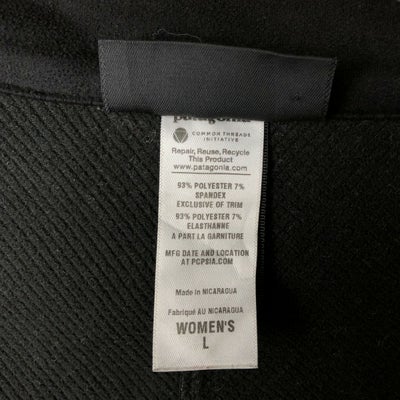 patagonia
COMMON THREADS
INITIATIVE
Repair, Reuse, Recycle
This Product
www.patagonia.com
93% POLYESTER 7%
SPANDEX
EXCLUSIVE OF TRIM
93% POLYESTER 7%
ELASTHANNE
A PART LA GARNITURE
MFG DATE AND LOCATION
AT PCPSIA.COM
Made in NICARAGUA
Fabriqué AU NICARAGUA
WOMEN'S
L